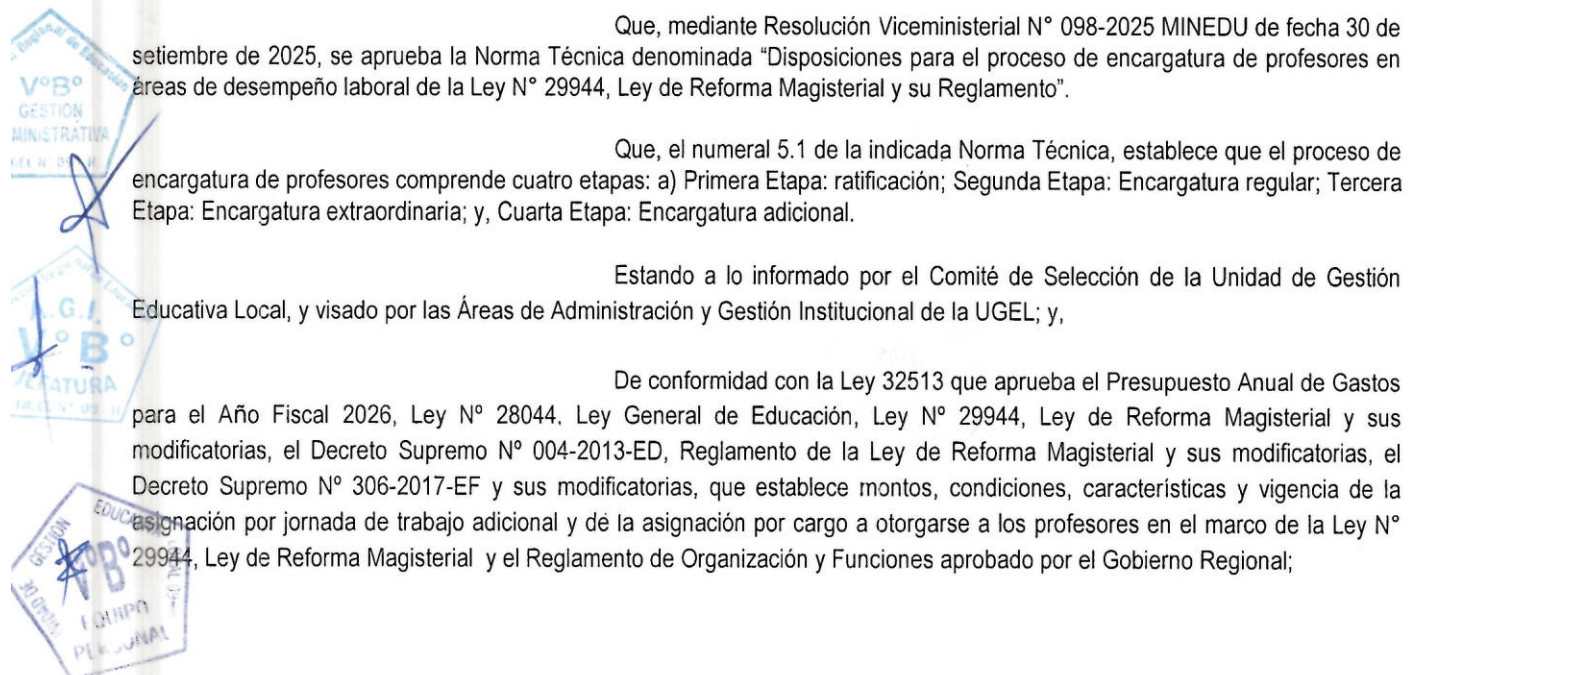 Que, mediante Resolución Viceministerial N° 098-2025 MINEDU de fecha 30 de
setiembre de 2025, se aprueba la Norma Técnica denominada “Disposiciones para el proceso de encargatura de profesores en
áreas de desempeño laboral de la Ley N° 29944, Ley de Reforma Magisterial y su Reglamento”.
Que, el numeral 5.1 de la indicada Norma Técnica, establece que el proceso de
encargatura de profesores comprende cuatro etapas: a) Primera Etapa: ratificación; Segunda Etapa: Encargatura regular; Tercera
Etapa: Encargatura extraordinaria; y, Cuarta Etapa: Encargatura adicional.
Estando a lo informado por el Comité de Selección de la Unidad de Gestión
Educativa Local, y visado por las Áreas de Administración y Gestión Institucional de la UGEL; y,
De conformidad con la Ley 32513 que aprueba el Presupuesto Anual de Gastos
para el Año Fiscal 2026, Ley Nº 28044. Ley General de Educación, Ley Nº 29944, Ley de Reforma Magisterial y sus
modificatorias, el Decreto Supremo Nº 004-2013-ED, Reglamento de la Ley de Reforma Magisterial y sus modificatorias, el
Decreto Supremo Nº 306-2017-EF y sus modificatorias, que establece montos, condiciones, características y vigencia de la
asignación por jornada de trabajo adicional y de la asignación por cargo a otorgarse a los profesores en el marco de la Ley N°
29944, Ley de Reforma Magisterial y el Reglamento de Organización y Funciones aprobado por el Gobierno Regional;
Regional de Educación
VºBº
GESTION
MINISTRATIVA
A.G.I.
VºBº
JEFATURA
GESTIÓN
VºBº
EQUIPO
PERSONAL